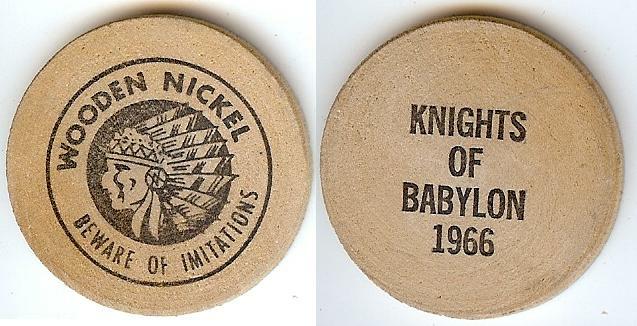 WOODEN NICKEL
BEWARE OF IMITATIONS
KNIGHTS
OF
BABYLON
1966